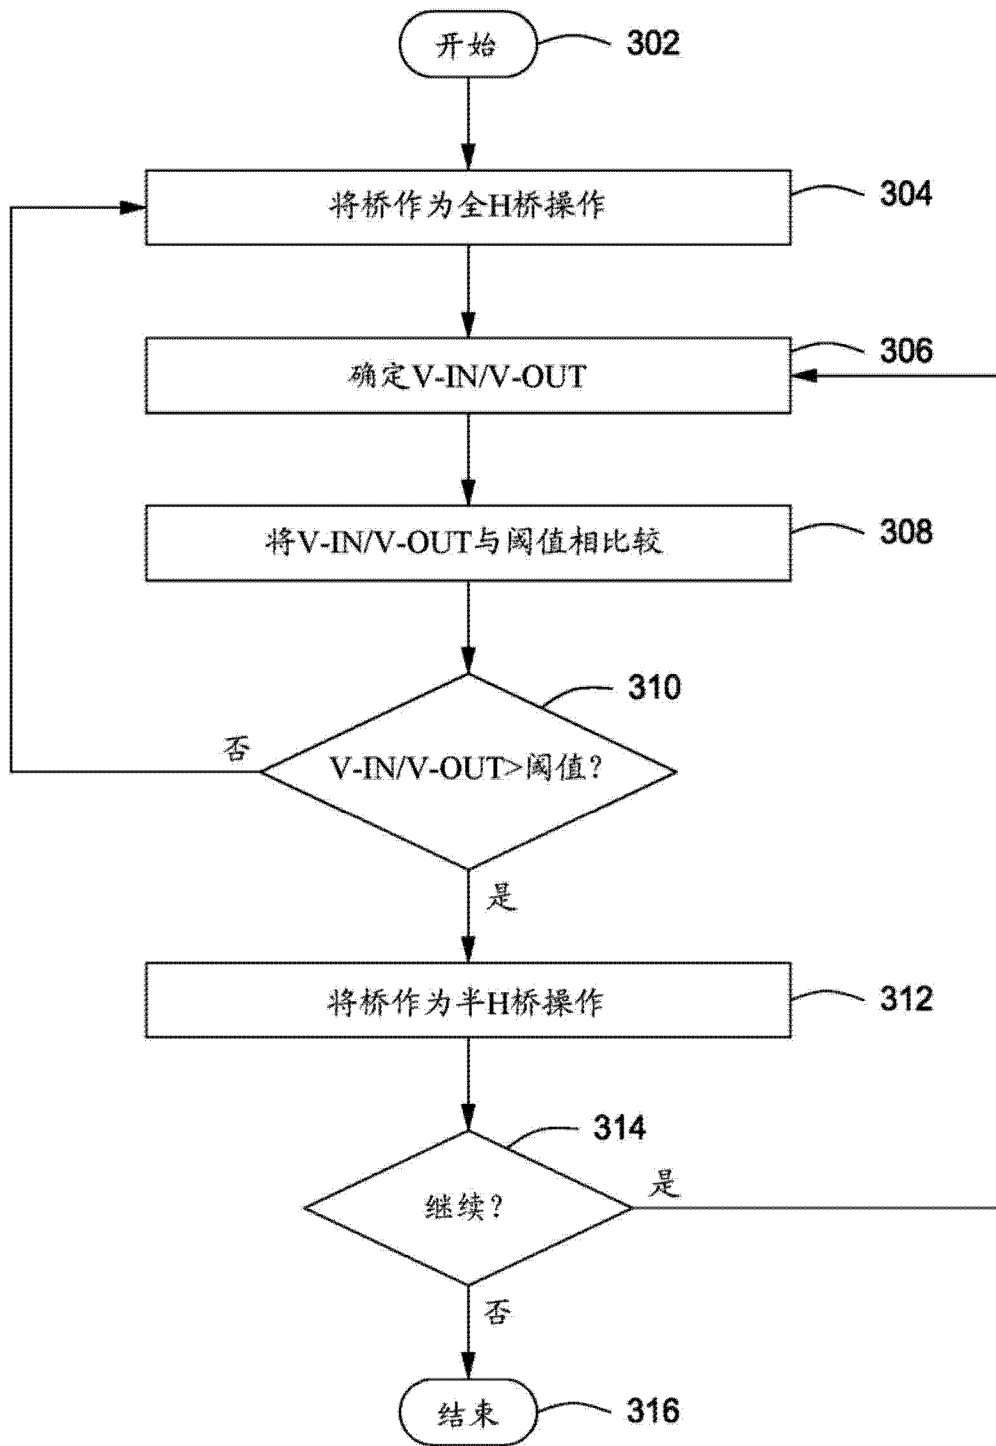 开始
302
将桥作为全H桥操作
304
确定V-IN/V-OUT
306
将V-IN/V-OUT与阈值相比较
308
310
否
V-IN/V-OUT>阈值?
是
将桥作为半H桥操作
312
314
继续?
是
否
结束
316